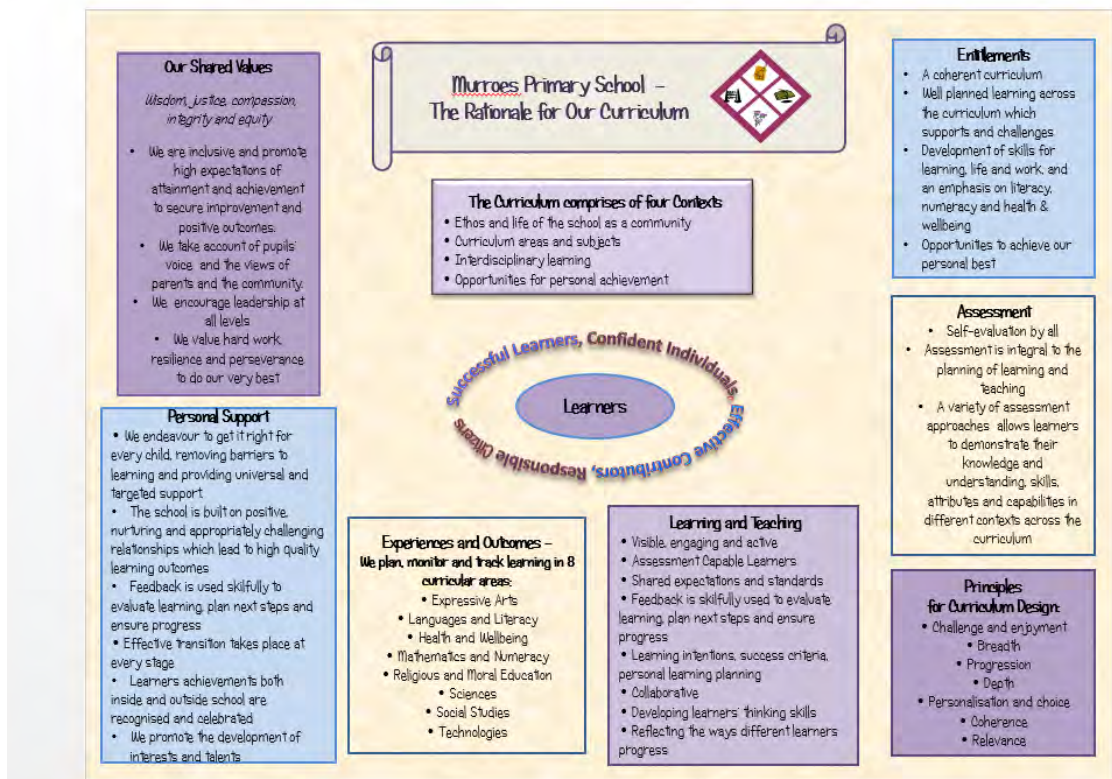 Murroes Primary School –
The Rationale for Our Curriculum
Our Shared Values
Wisdom, justice, compassion,
integrity and equity
• We are inclusive and promote
high expectations of
attainment and achievement
to secure improvement and
positive outcomes.
• We take account of pupils'
voice and the views of
parents and the community.
• We encourage leadership at
all levels
• We value hard work,
resilience and perseverance
to do our very best
Personal Support
• We endeavour to get it right for
every child, removing barriers to
learning and providing universal and
targeted support
• The school is built on positive,
nurturing and appropriately challenging
relationships which lead to high quality
learning outcomes
• Feedback is used skilfully to
evaluate learning, plan next steps and
ensure progress
• Effective transition takes place at
every stage
• Learners achievements both
inside and outside school are
recognised and celebrated
• We promote the development of
interests and talents
The Curriculum comprises of four Contexts
• Ethos and life of the school as a community
• Curriculum areas and subjects
• Interdisciplinary learning
• Opportunities for personal achievement
Successful Learners, Confident Individuals,
Effective Contributors, Responsible Citizens
Learners
Experiences and Outcomes –
We plan, monitor and track learning in 8
curricular areas:
• Expressive Arts
• Languages and Literacy
• Health and Wellbeing
• Mathematics and Numeracy
• Religious and Moral Education
• Sciences
• Social Studies
• Technologies
Learning and Teaching
• Visible, engaging and active
• Assessment Capable Learners
• Shared expectations and standards
• Feedback is skilfully used to evaluate
learning, plan next steps and ensure
progress
• Learning intentions, success criteria,
personal learning planning
• Collaborative
• Developing learners' thinking skills
• Reflecting the ways different learners
progress
Entitlements
• A coherent curriculum
• Well planned learning across
the curriculum which
supports and challenges
• Development of skills for
learning, life and work, and
an emphasis on literacy,
numeracy and health &
wellbeing
• Opportunities to achieve our
personal best
Assessment
• Self-evaluation by all
• Assessment is integral to the
planning of learning and
teaching
• A variety of assessment
approaches allows learners
to demonstrate their
knowledge and
understanding, skills,
attributes and capabilities in
different contexts across the
curriculum
Principles
for Curriculum Design:
• Challenge and enjoyment
• Breadth
• Progression
• Depth
• Personalisation and choice
• Coherence
• Relevance